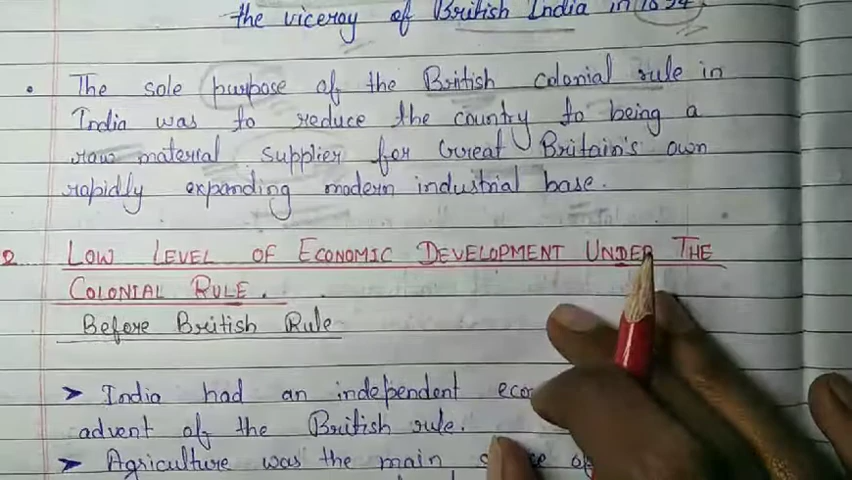 the viceroy of British India in
• The sole purpose of the British colonial rule in
India was to reduce the country to being a
raw material supplier for Great Britain's own
rapidly expanding modern industrial base.
2 LOW LEVEL OF ECONOMIC DEVELOPMENT UNDER THE
COLONIAL RULE.
Before British Rule
➤ India had an independent
advent of the British rule.
➤ Agriculture was the main